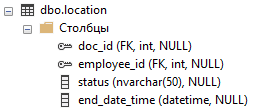 dbo.location
Столбцы
doc_id (FK, int, NULL)
employee_id (FK, int, NULL)
status (nvarchar(50), NULL)
end_date_time (datetime, NULL)